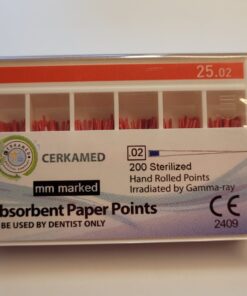 25.02
CERKAMED
.02
200 Sterilized
Hand Rolled Points
Irradiated by Gamma-ray
mm marked
bsorbent Paper Points
BE USED BY DENTIST ONLY
CE
2409